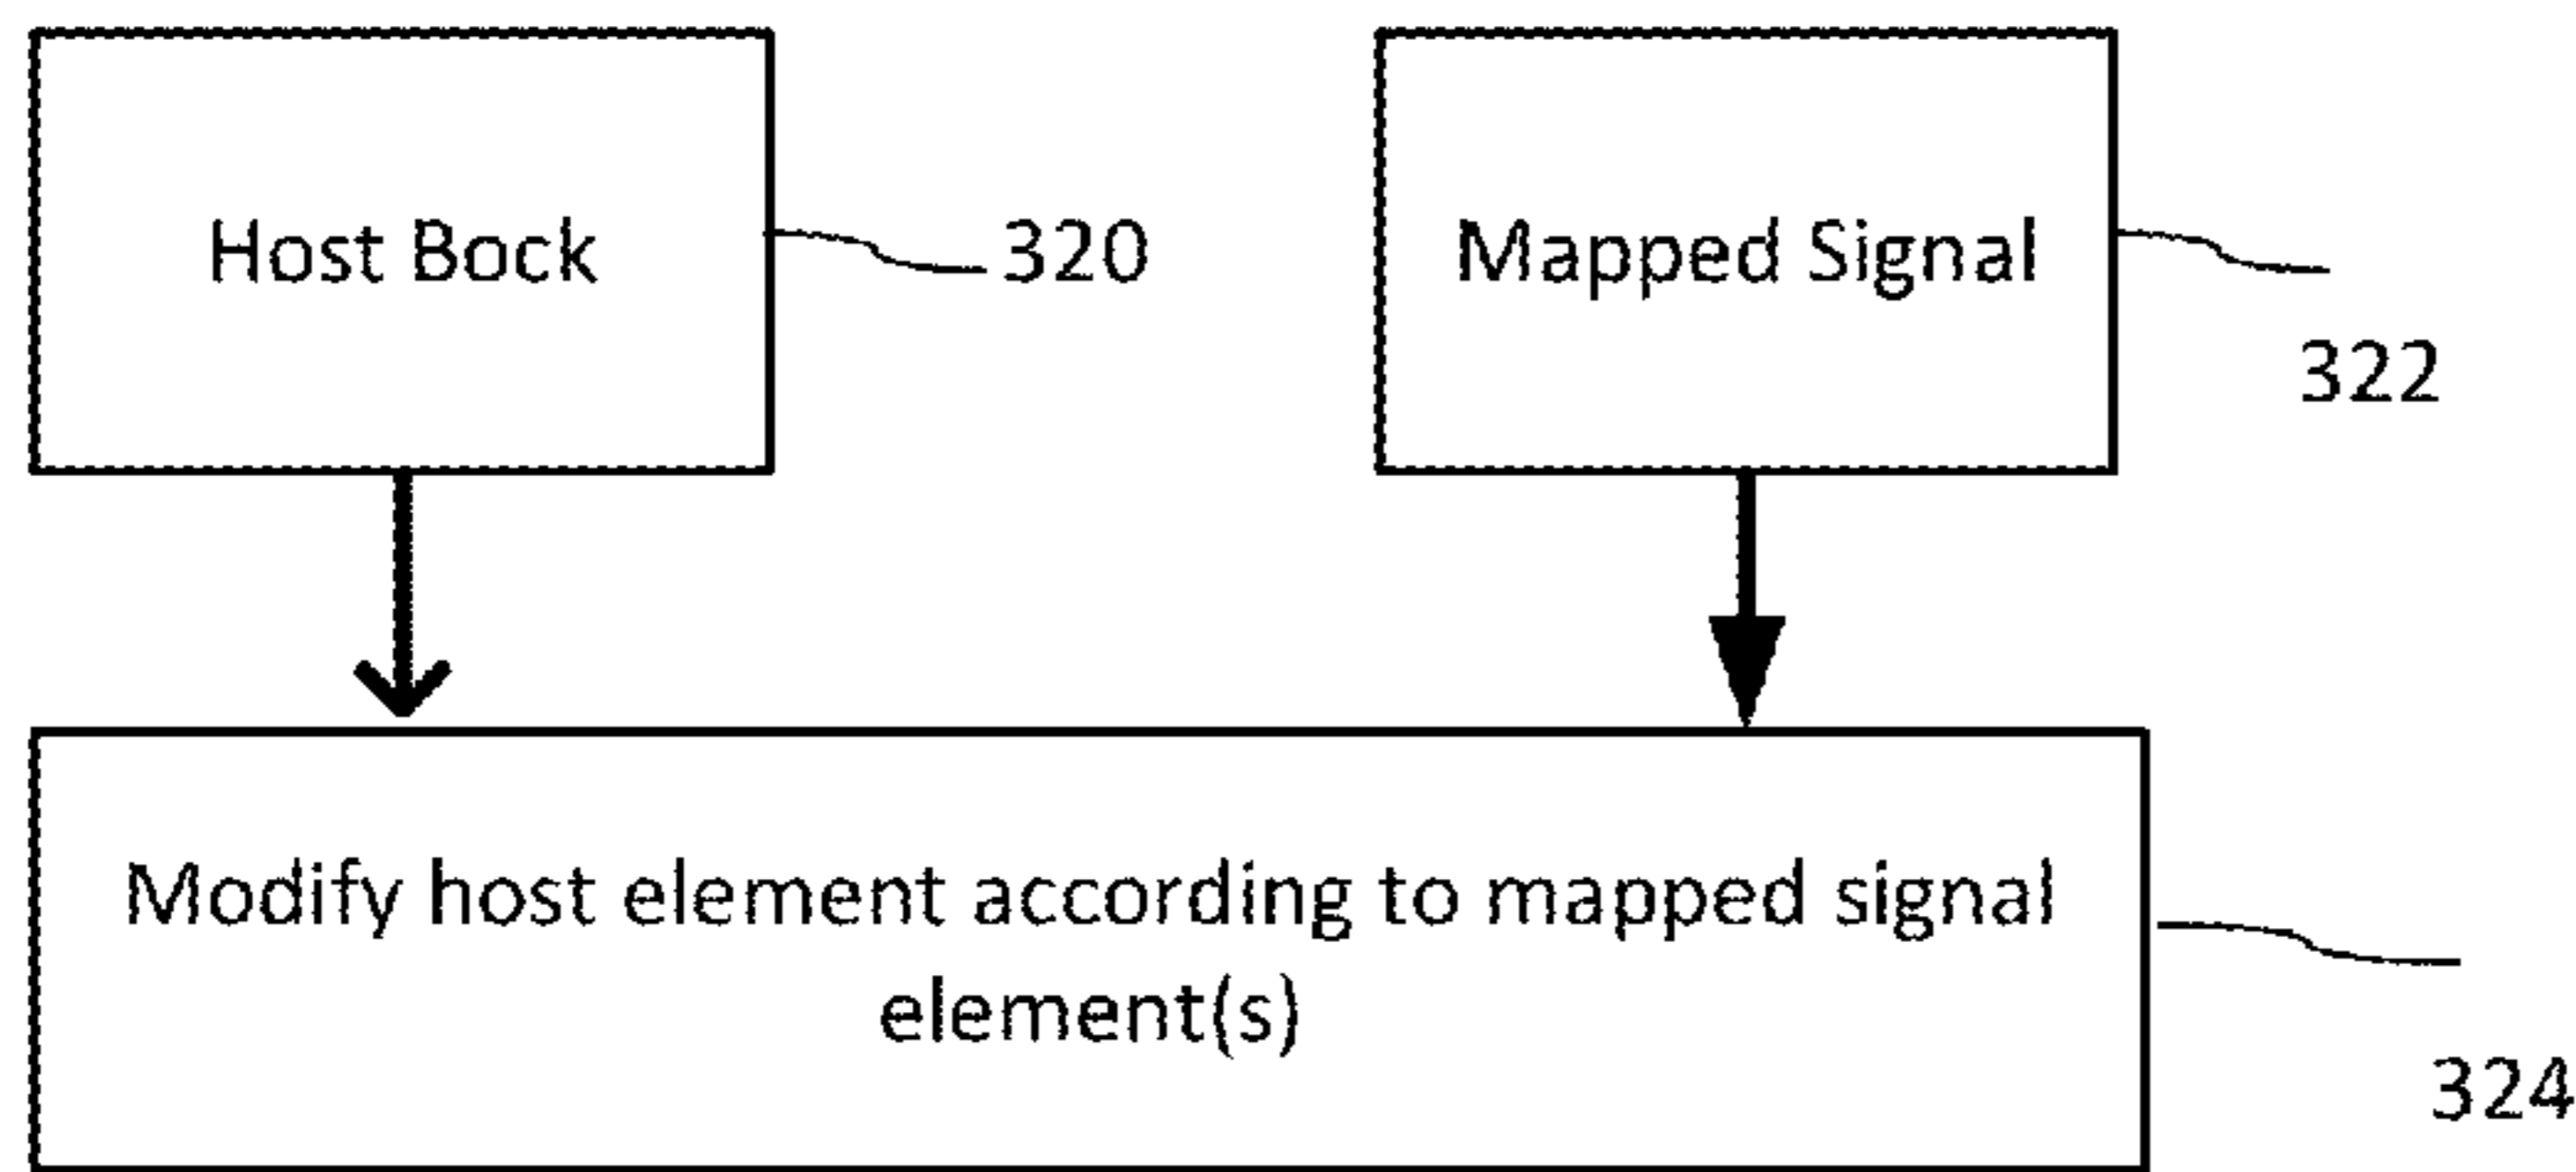 Host Bock
320
Mapped Signal
322
Modify host element according to mapped signal
element(s)
324